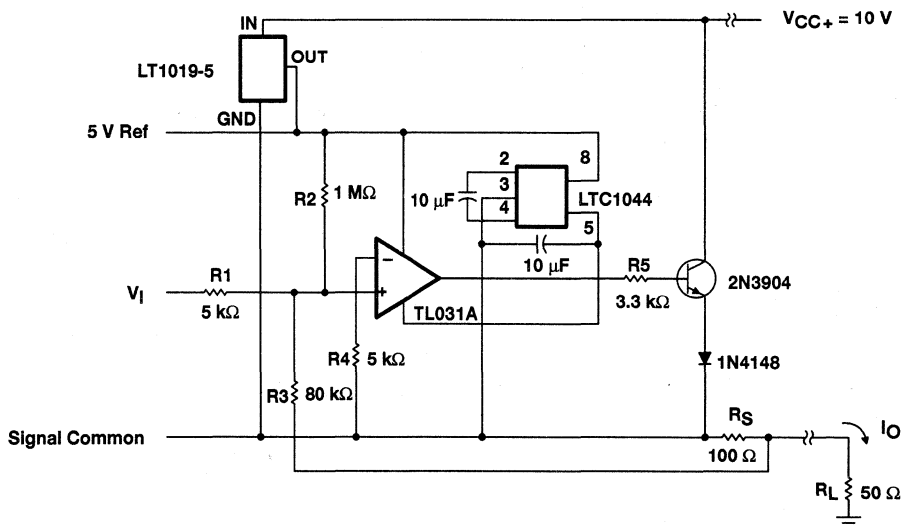 IN
VCC+ = 10 V
OUT
LT1019-5
GND
5 V Ref
2
8
3
R2
1 MΩ
10 μF
LTC1044
4
5
10 μF
R5
R1
2N3904
VI
−
+
3.3 kΩ
5 kΩ
TL031A
R4
5 kΩ
1N4148
R3
80 kΩ
RS
IO
Signal Common
100 Ω
RL
50 Ω